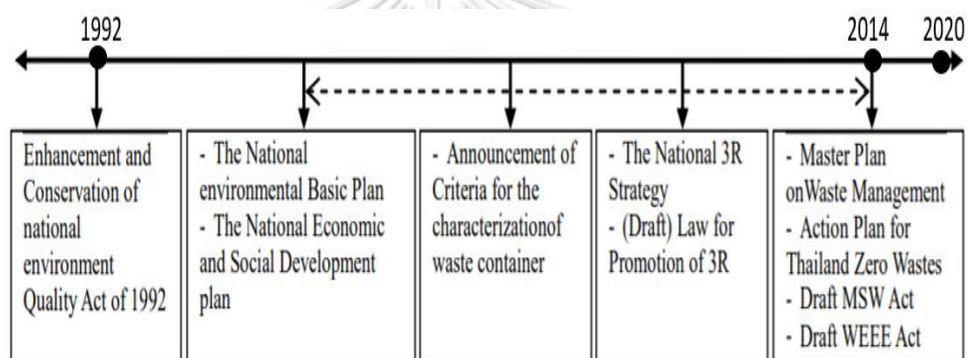 1992
2014
2020
Enhancement and
Conservation of
national
environment
Quality Act of 1992
- The National
environmental Basic Plan
- The National Economic
and Social Development
plan
- Announcement of
Criteria for the
characterizationof
waste container
- The National 3R
Strategy
- (Draft) Law for
Promotion of 3R
- Master Plan
onWaste Management
- Action Plan for
Thailand Zero Wastes
- Draft MSW Act
- Draft WEEE Act